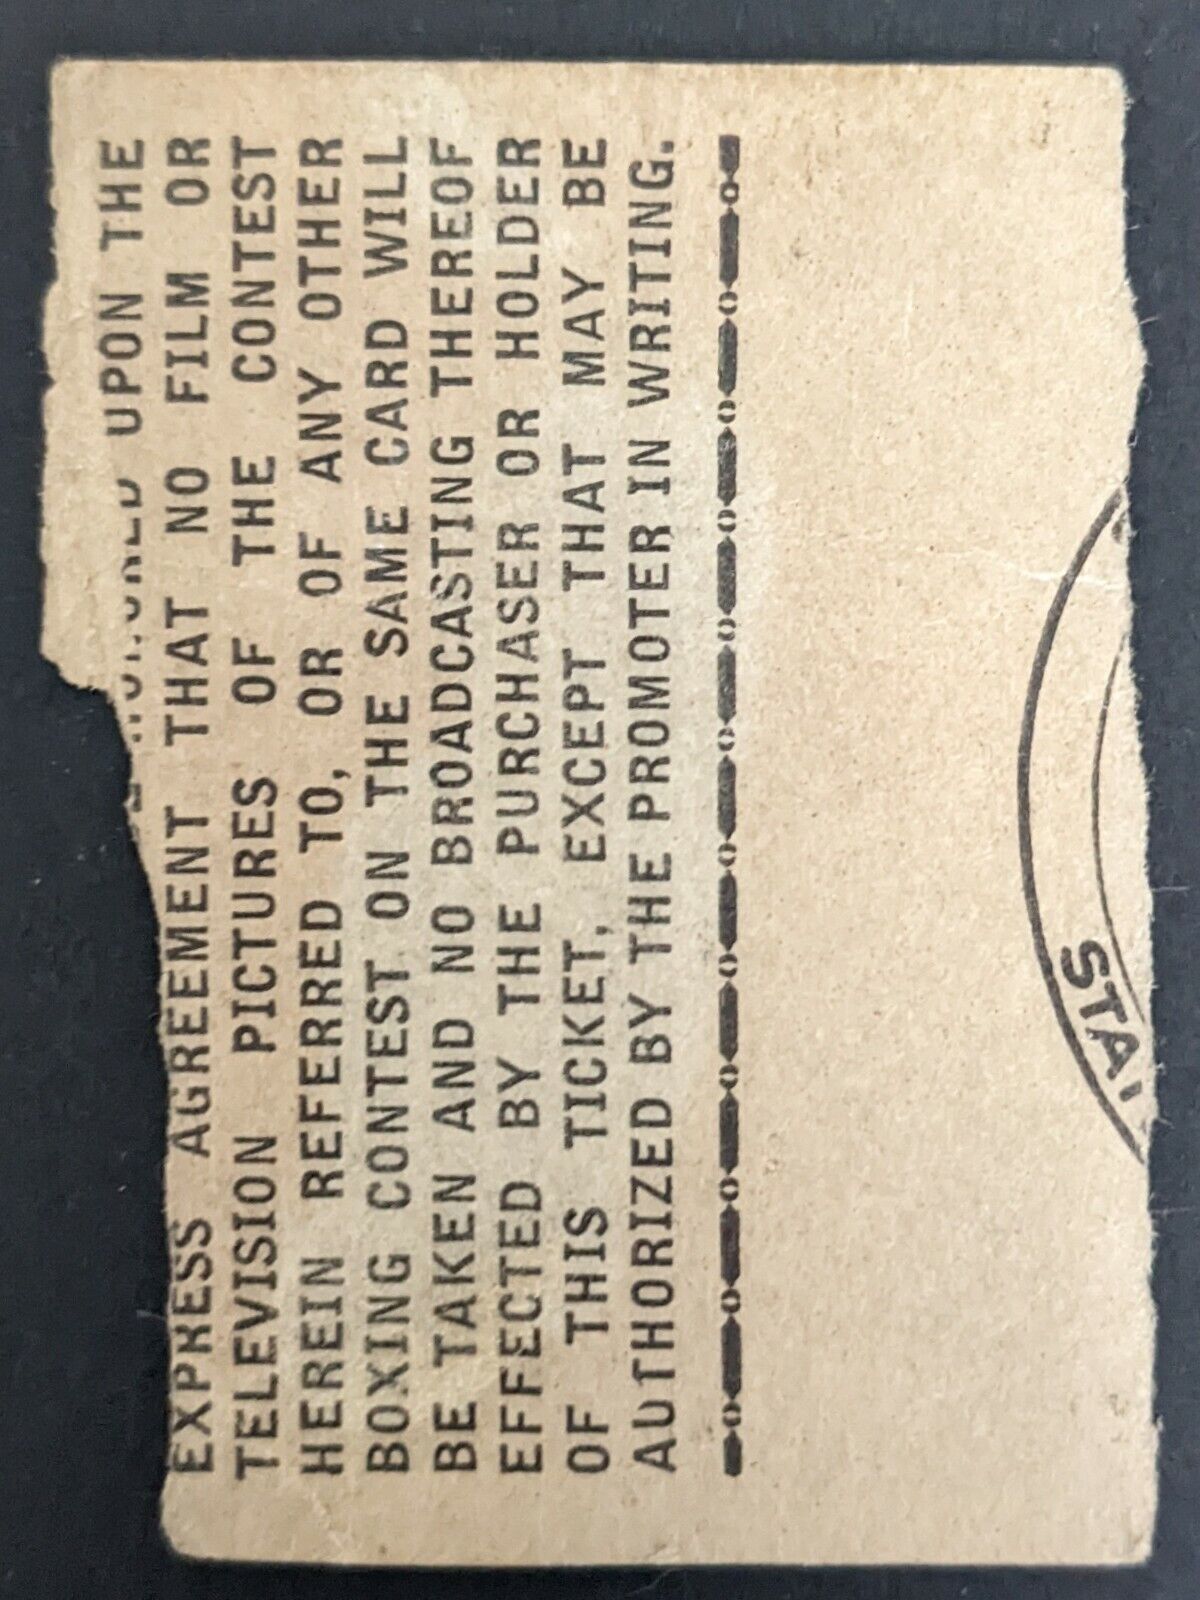 UPON THE
EXPRESS AGREEMENT THAT NO FILM OR
TELEVISION PICTURES OF THE CONTEST
HEREIN REFERRED TO, OR OF ANY OTHER
BOXING CONTEST ON THE SAME CARD WILL
BE TAKEN AND NO BROADCASTING THEREOF
EFFECTED BY THE PURCHASER OR HOLDER
OF THIS TICKET, EXCEPT THAT MAY BE
AUTHORIZED BY THE PROMOTER IN WRITING.